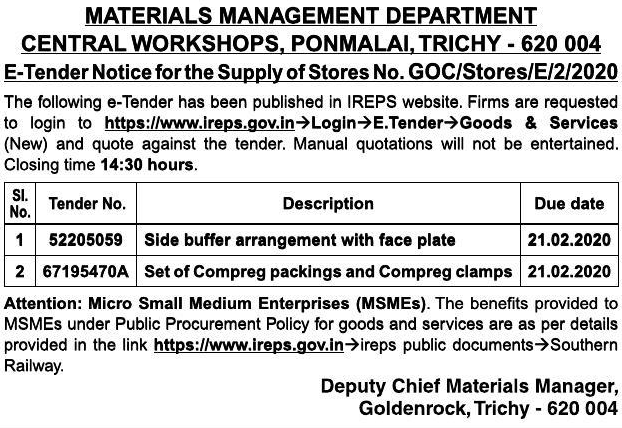 MATERIALS MANAGEMENT DEPARTMENT
CENTRAL WORKSHOPS, PONMALAI, TRICHY - 620 004
E-Tender Notice for the Supply of Stores No. GOC/Stores/E/2/2020
The following e-Tender has been published in IREPS website. Firms are requested
to login to https://www.ireps.gov.in→Login→E.Tender→Goods & Services
(New) and quote against the tender. Manual quotations will not be entertained.
Closing time 14:30 hours.
Sl. No. Tender No. Description Due date
1 52205059 Side buffer arrangement with face plate 21.02.2020
2 67195470A Set of Compreg packings and Compreg clamps 21.02.2020
Attention: Micro Small Medium Enterprises (MSMEs). The benefits provided to
MSMEs under Public Procurement Policy for goods and services are as per details
provided in the link https://www.ireps.gov.in→ireps public documents→Southern
Railway.
Deputy Chief Materials Manager,
Goldenrock, Trichy - 620 004